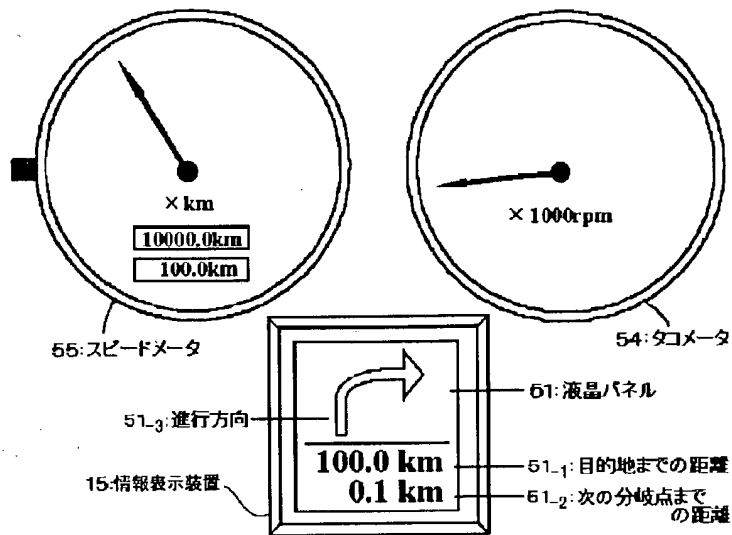 ×km
10000.0km
100.0km
×1000rpm
55:スピードメータ
54:タコメータ
51:液晶パネル
51-3:進行方向
100.0 km
0.1 km
51-1:目的地までの距離
15:情報表示装置
51-2:次の分岐点まで
の距離